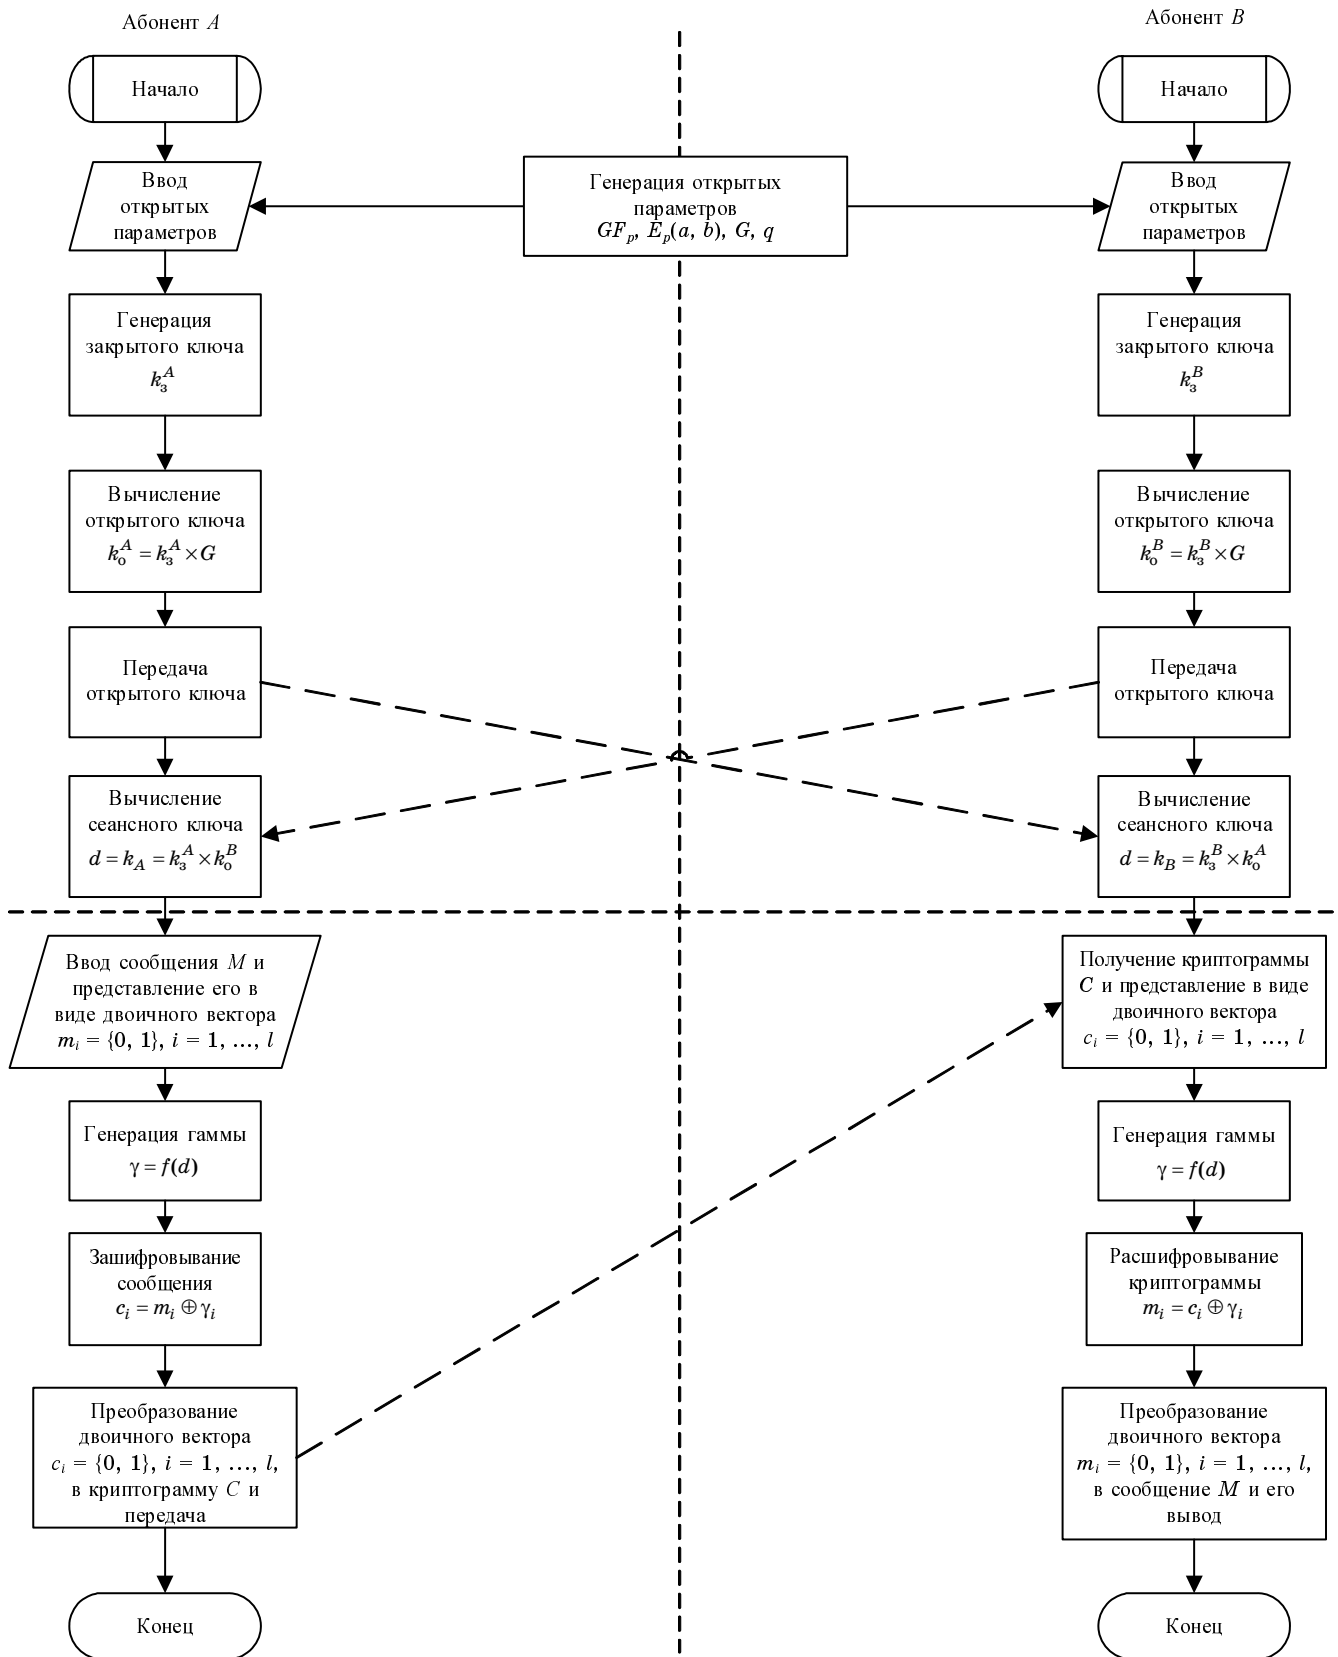 Абонент A
Начало
Ввод
открытых
параметров
Генерация
закрытого ключа
k_з^A
Вычисление
открытого ключа
k_о^A = k_з^A × G
Передача
открытого ключа
Вычисление
сеансного ключа
d = k_A = k_з^A × k_о^B
Ввод сообщения M и
представление его в
виде двоичного вектора
m_i = {0, 1}, i = 1, ..., l
Генерация гаммы
γ = f(d)
Зашифровывание
сообщения
c_i = m_i ⊕ γ_i
Преобразование
двоичного вектора
c_i = {0, 1}, i = 1, ..., l,
в криптограмму C и
передача
Конец
Генерация открытых
параметров
GF_p, E_p(a, b), G, q
Абонент B
Начало
Ввод
открытых
параметров
Генерация
закрытого ключа
k_з^B
Вычисление
открытого ключа
k_о^B = k_з^B × G
Передача
открытого ключа
Вычисление
сеансного ключа
d = k_B = k_з^B × k_о^A
Получение криптограммы
C и представление в виде
двоичного вектора
c_i = {0, 1}, i = 1, ..., l
Генерация гаммы
γ = f(d)
Расшифровывание
криптограммы
m_i = c_i ⊕ γ_i
Преобразование
двоичного вектора
m_i = {0, 1}, i = 1, ..., l,
в сообщение M и его
вывод
Конец